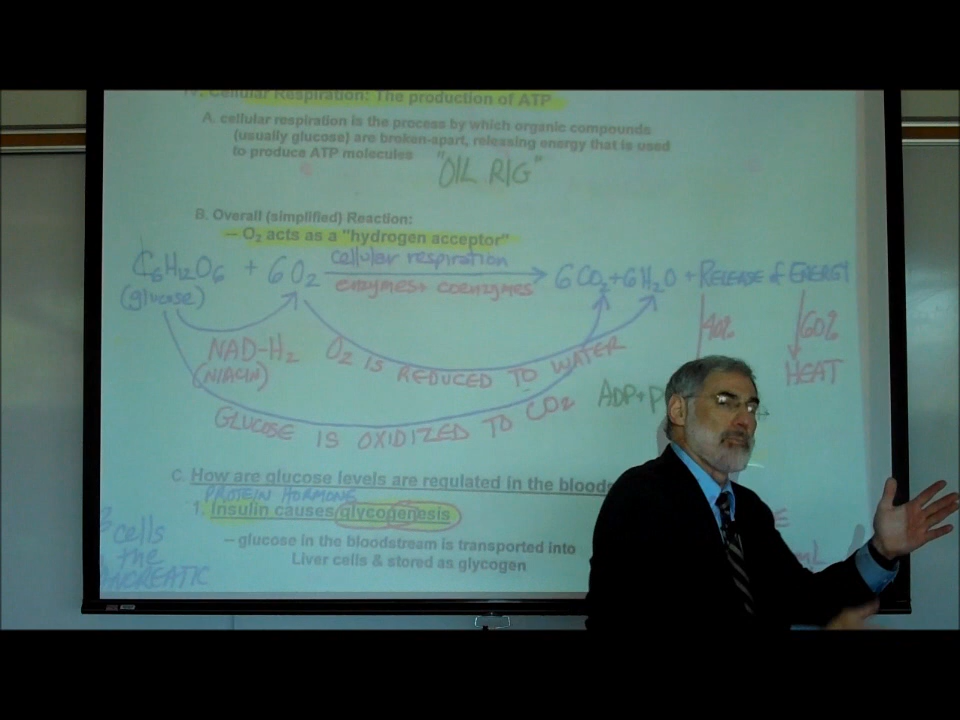 IV. Cellular Respiration: The production of ATP
A. cellular respiration is the process by which organic compounds
(usually glucose) are broken-apart, releasing energy that is used
to produce ATP molecules
"OIL RIG"
B. Overall (simplified) Reaction:
– O₂ acts as a "hydrogen acceptor"
C₆H₁₂O₆ + 6O₂ cellular respiration 6CO₂+6H₂O + RELEASE of ENERGY
(glucose) enzymes+ coenzymes
40% 60%
NAD-H₂ O₂ IS REDUCED TO WATER HEAT
(NIACIN) ADP+P
GLUCOSE IS OXIDIZED TO CO₂
C. How are glucose levels are regulated in the bloods
PROTEIN HORMONE
1. Insulin causes glycogenesis
cells
the
– glucose in the bloodstream is transported into
Liver cells & stored as glycogen